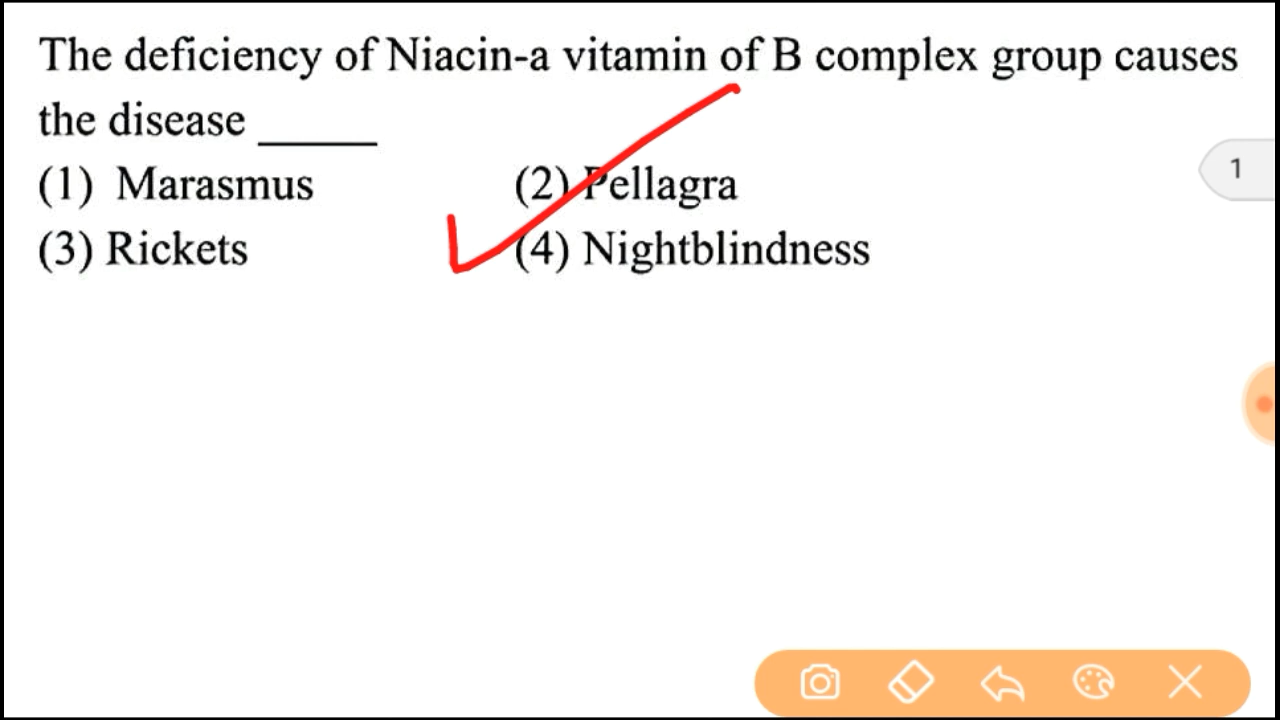 The deficiency of Niacin-a vitamin of B complex group causes
the disease _____
(1) Marasmus (2) Pellagra
(3) Rickets (4) Nightblindness
1